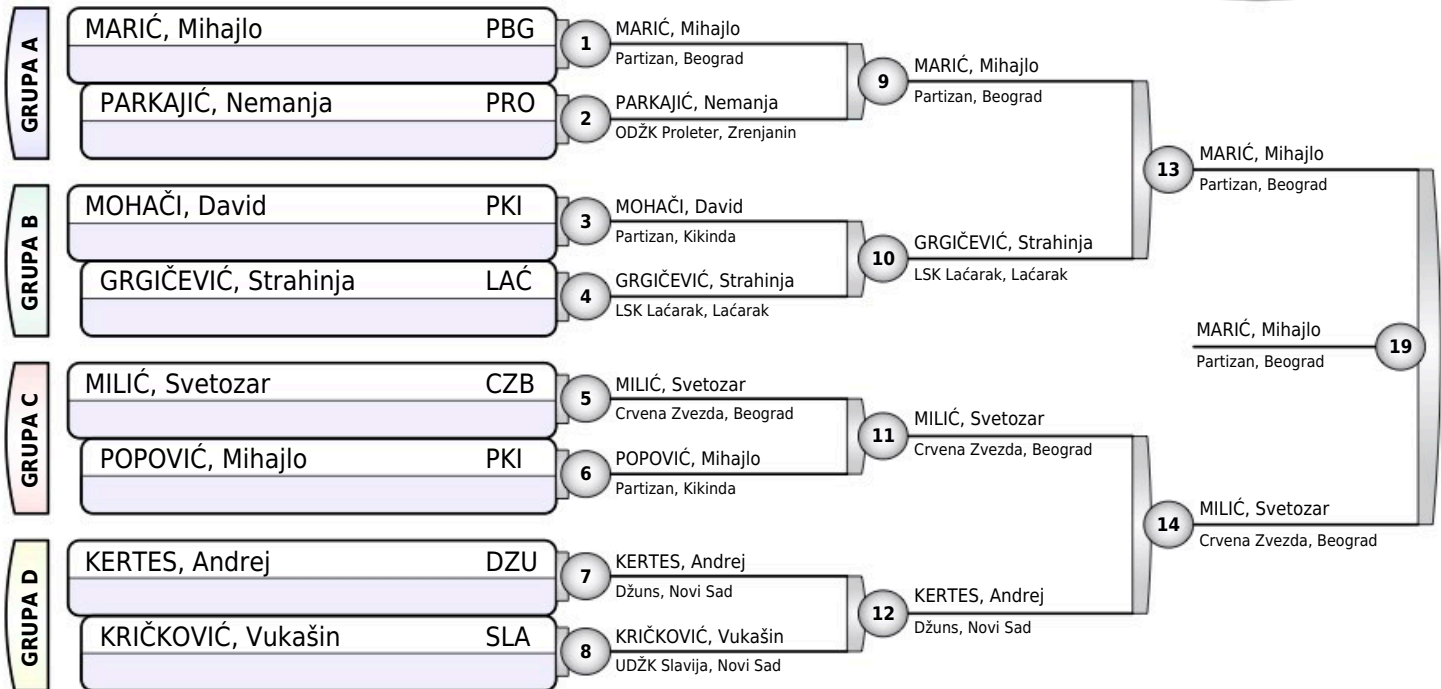 GRUPA A
MARIĆ, Mihajlo PBG
PARKAJIĆ, Nemanja PRO
1
MARIĆ, Mihajlo
Partizan, Beograd
2
PARKAJIĆ, Nemanja
ODŽK Proleter, Zrenjanin
9
MARIĆ, Mihajlo
Partizan, Beograd
GRUPA B
MOHAČI, David PKI
GRGIČEVIĆ, Strahinja LAĆ
3
MOHAČI, David
Partizan, Kikinda
4
GRGIČEVIĆ, Strahinja
LSK Laćarak, Laćarak
10
GRGIČEVIĆ, Strahinja
LSK Laćarak, Laćarak
13
MARIĆ, Mihajlo
Partizan, Beograd
GRUPA C
MILIĆ, Svetozar CZB
POPOVIĆ, Mihajlo PKI
5
MILIĆ, Svetozar
Crvena Zvezda, Beograd
6
POPOVIĆ, Mihajlo
Partizan, Kikinda
11
MILIĆ, Svetozar
Crvena Zvezda, Beograd
GRUPA D
KERTES, Andrej DZU
KRIČKOVIĆ, Vukašin SLA
7
KERTES, Andrej
Džuns, Novi Sad
8
KRIČKOVIĆ, Vukašin
UDŽK Slavija, Novi Sad
12
KERTES, Andrej
Džuns, Novi Sad
14
MILIĆ, Svetozar
Crvena Zvezda, Beograd
MARIĆ, Mihajlo
Partizan, Beograd
19